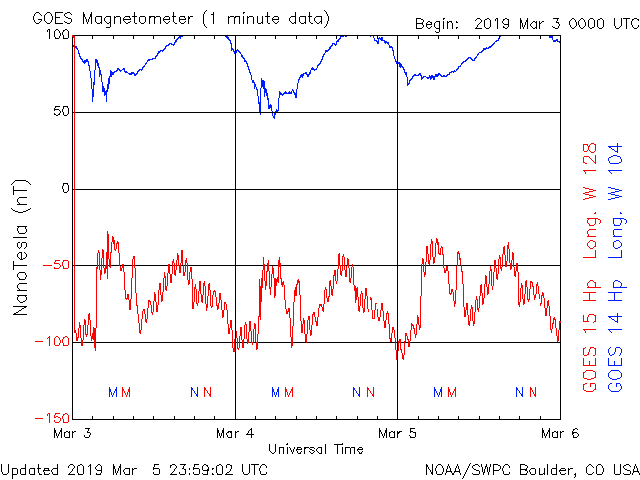 GOES Magnetometer (1 minute data)
Begin: 2019 Mar 3 0000 UTC
100
50
0
-50
-100
-150
NanoTesla (nT)
M M N N M M N N M M N N
Mar 3 Mar 4 Mar 5 Mar 6
Universal Time
GOES 15 Hp Long. W 128
GOES 14 Hp Long. W 104
Updated 2019 Mar 5 23:59:02 UTC
NOAA/SWPC Boulder, CO USA